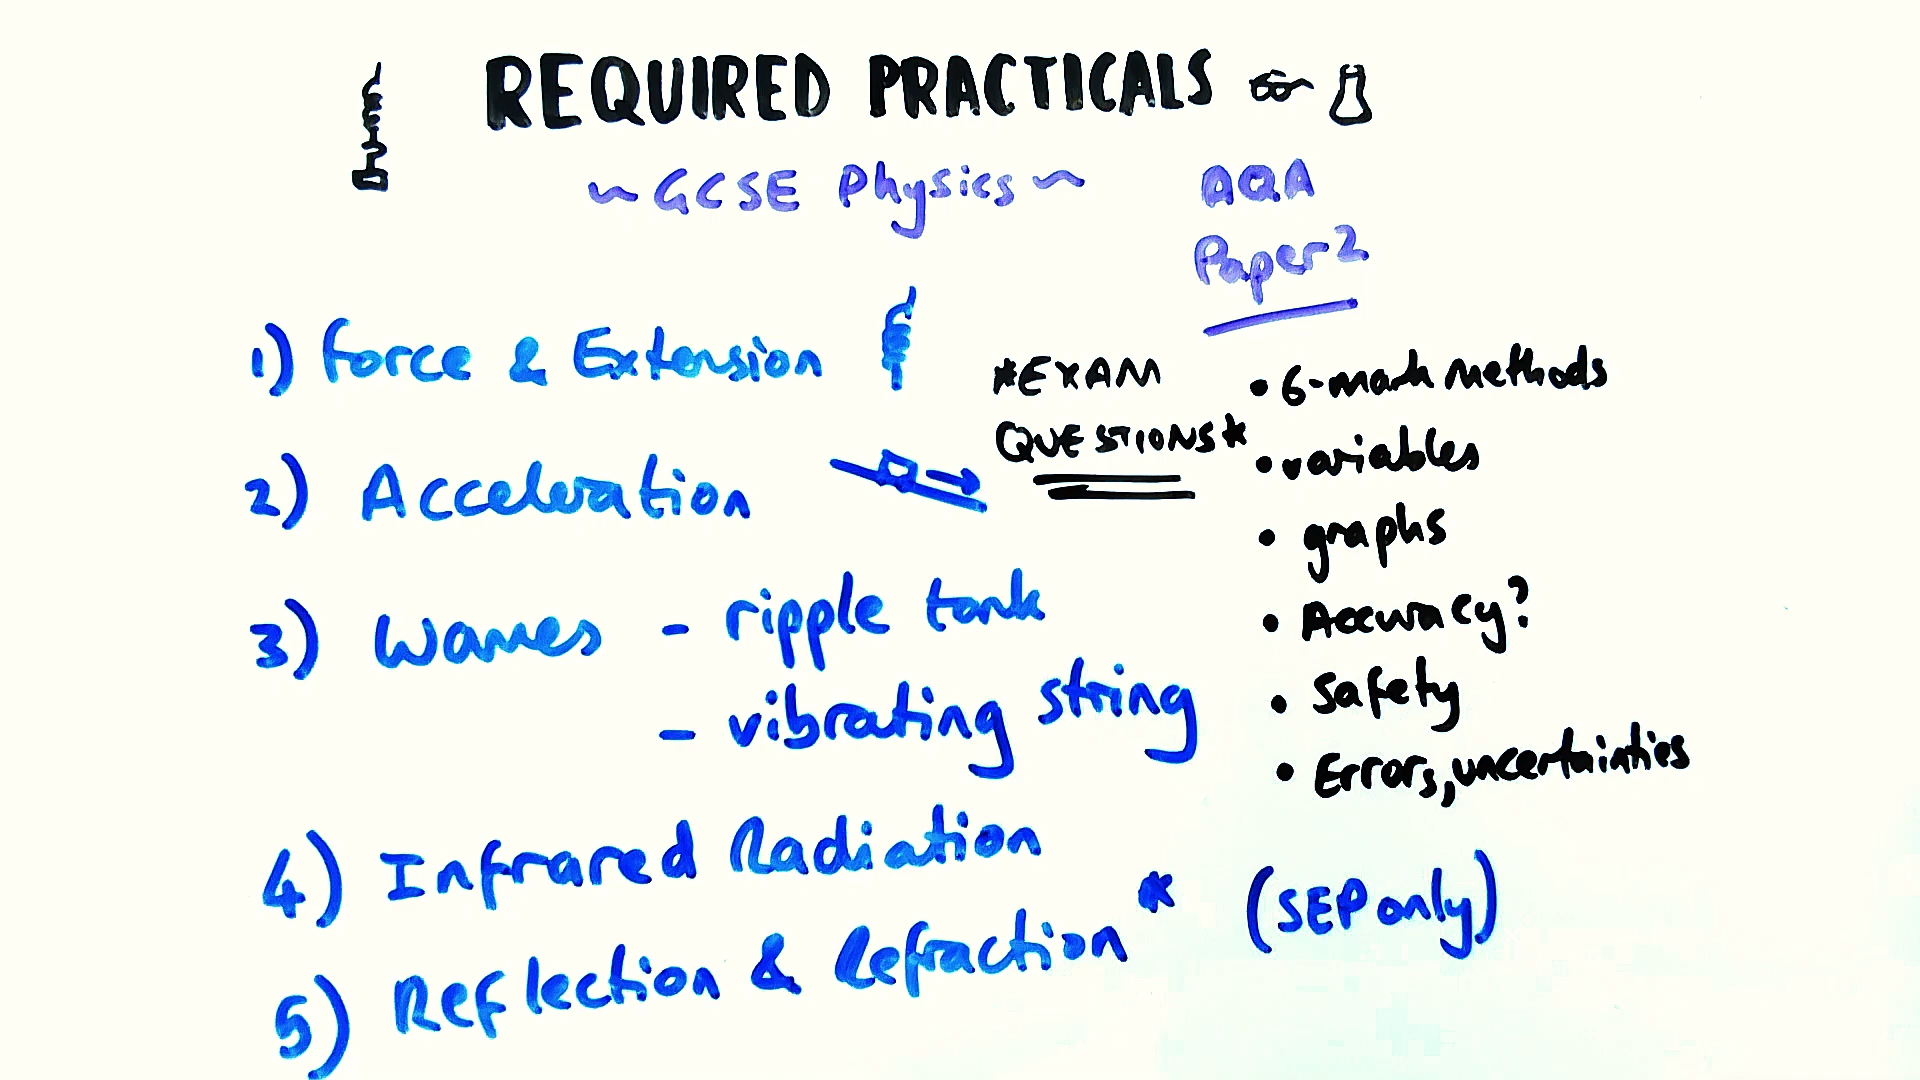 REQUIRED PRACTICALS
~ GCSE Physics ~
AQA
Paper 2
1) Force & Extension
2) Acceleration
3) Waves - ripple tank
- vibrating string
4) Infrared Radiation
5) Reflection & Refraction * (SEP only)
*EXAM
QUESTIONS*
• 6-mark methods
• variables
• graphs
• Accuracy?
• Safety
• Errors, uncertainties